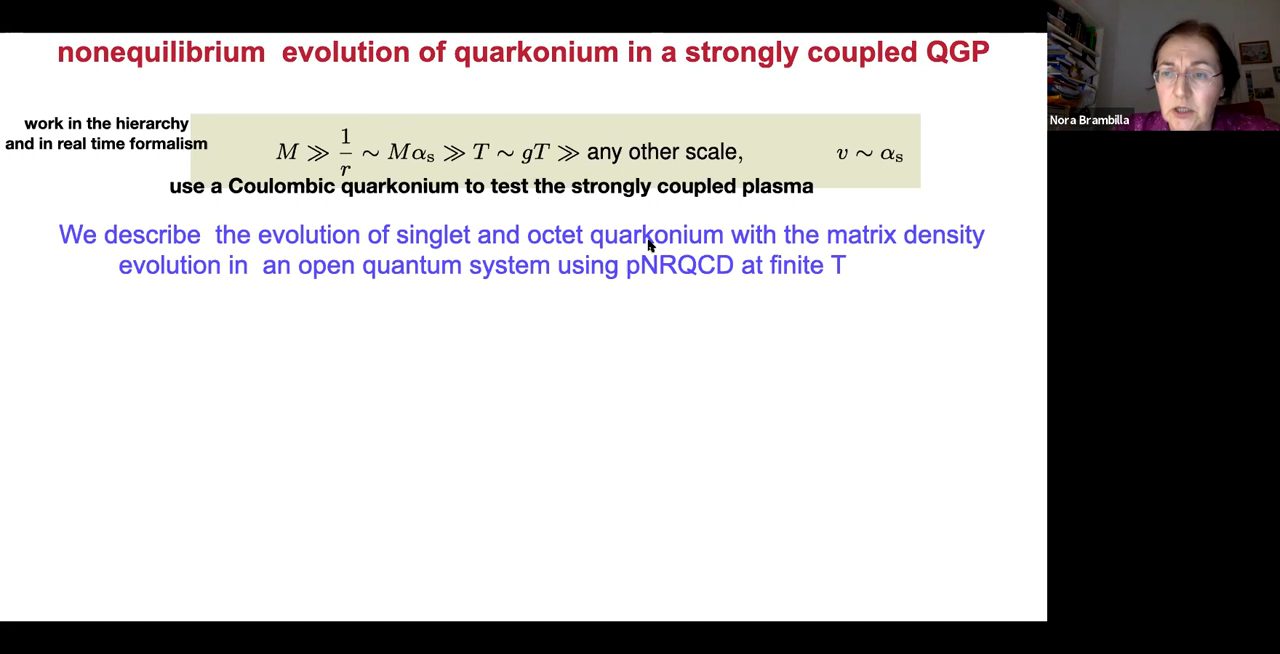 nonequilibrium evolution of quarkonium in a strongly coupled QGP
Nora Brambilla
work in the hierarchy
and in real time formalism
M ≫ 1/r ∼ Mαs ≫ T ∼ gT ≫ any other scale, v ∼ αs
use a Coulombic quarkonium to test the strongly coupled plasma
We describe the evolution of singlet and octet quarkonium with the matrix density
evolution in an open quantum system using pNRQCD at finite T